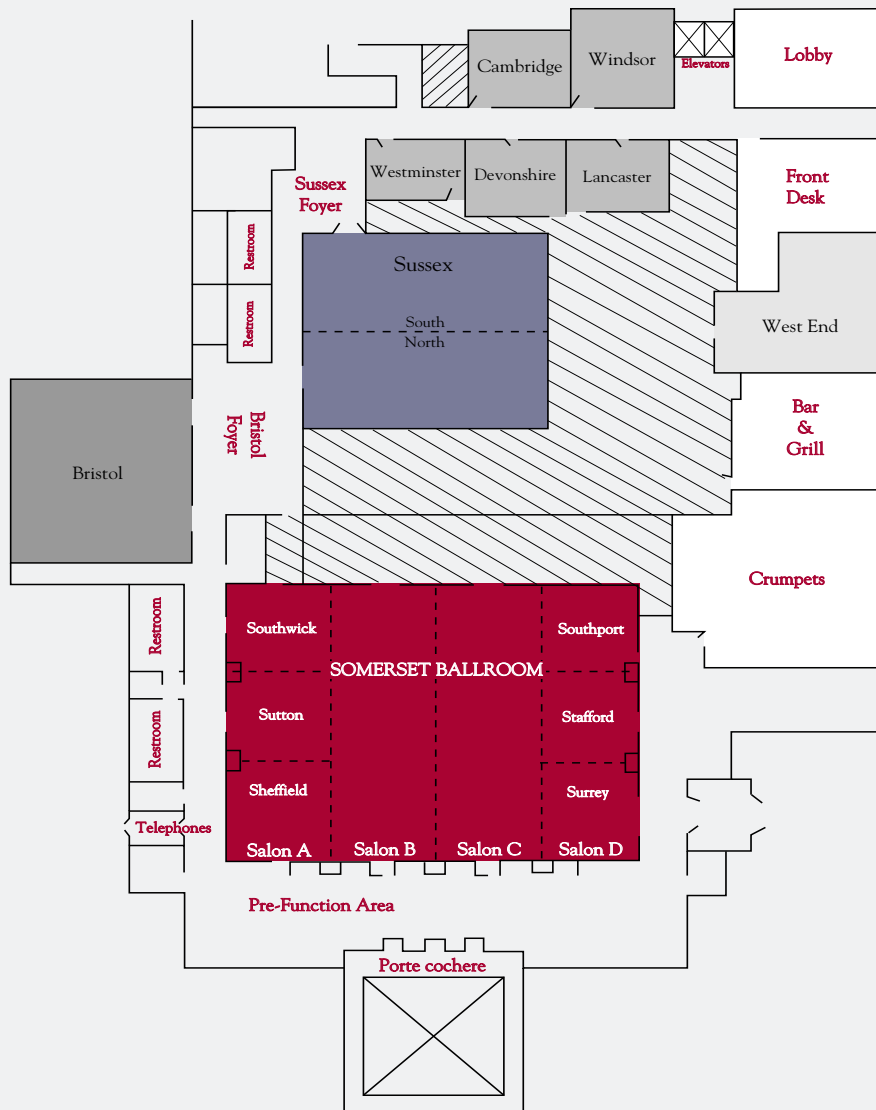 Cambridge
Windsor
Elevators
Lobby
Westminster
Devonshire
Lancaster
Front
Desk
Sussex
Foyer
Restroom
Restroom
Sussex
South
North
West End
Bristol
Foyer
Bar
&
Grill
Bristol
Crumpets
Restroom
Restroom
Telephones
Southwick
Southport
SOMERSET BALLROOM
Sutton
Stafford
Sheffield
Surrey
Salon A
Salon B
Salon C
Salon D
Pre-Function Area
Porte cochere